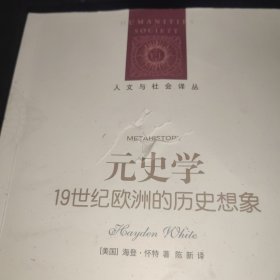 HUMANITIES
SOCIETY
人文与社会译丛
METAHISTORY
元史学
19世纪欧洲的历史想象
Hayden White
[美国] 海登·怀特 著 陈新 译